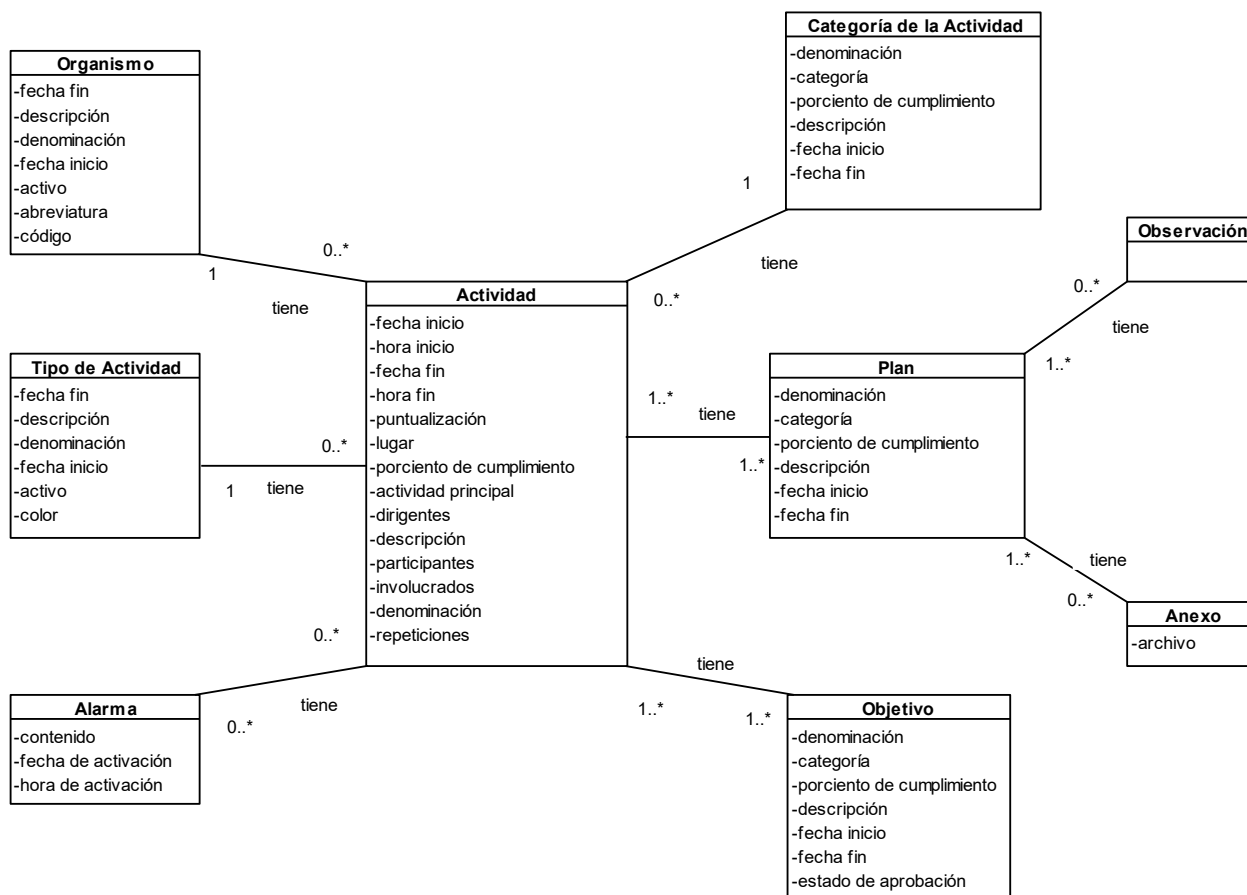 Organismo
-fecha fin
-descripción
-denominación
-fecha inicio
-activo
-abreviatura
-código
1
0..*
tiene
Categoría de la Actividad
-denominación
-categoría
-porciento de cumplimiento
-descripción
-fecha inicio
-fecha fin
1
tiene
0..*
Observación
0..*
tiene
1..*
Actividad
-fecha inicio
-hora inicio
-fecha fin
-hora fin
-puntualización
-lugar
-porciento de cumplimiento
-actividad principal
-dirigentes
-descripción
-participantes
-involucrados
-denominación
-repeticiones
Tipo de Actividad
-fecha fin
-descripción
-denominación
-fecha inicio
-activo
-color
0..*
1
tiene
1..*
tiene
1..*
Plan
-denominación
-categoría
-porciento de cumplimiento
-descripción
-fecha inicio
-fecha fin
1..*
tiene
0..*
Anexo
-archivo
0..*
tiene
0..*
Alarma
-contenido
-fecha de activación
-hora de activación
tiene
1..*
1..*
Objetivo
-denominación
-categoría
-porciento de cumplimiento
-descripción
-fecha inicio
-fecha fin
-estado de aprobación